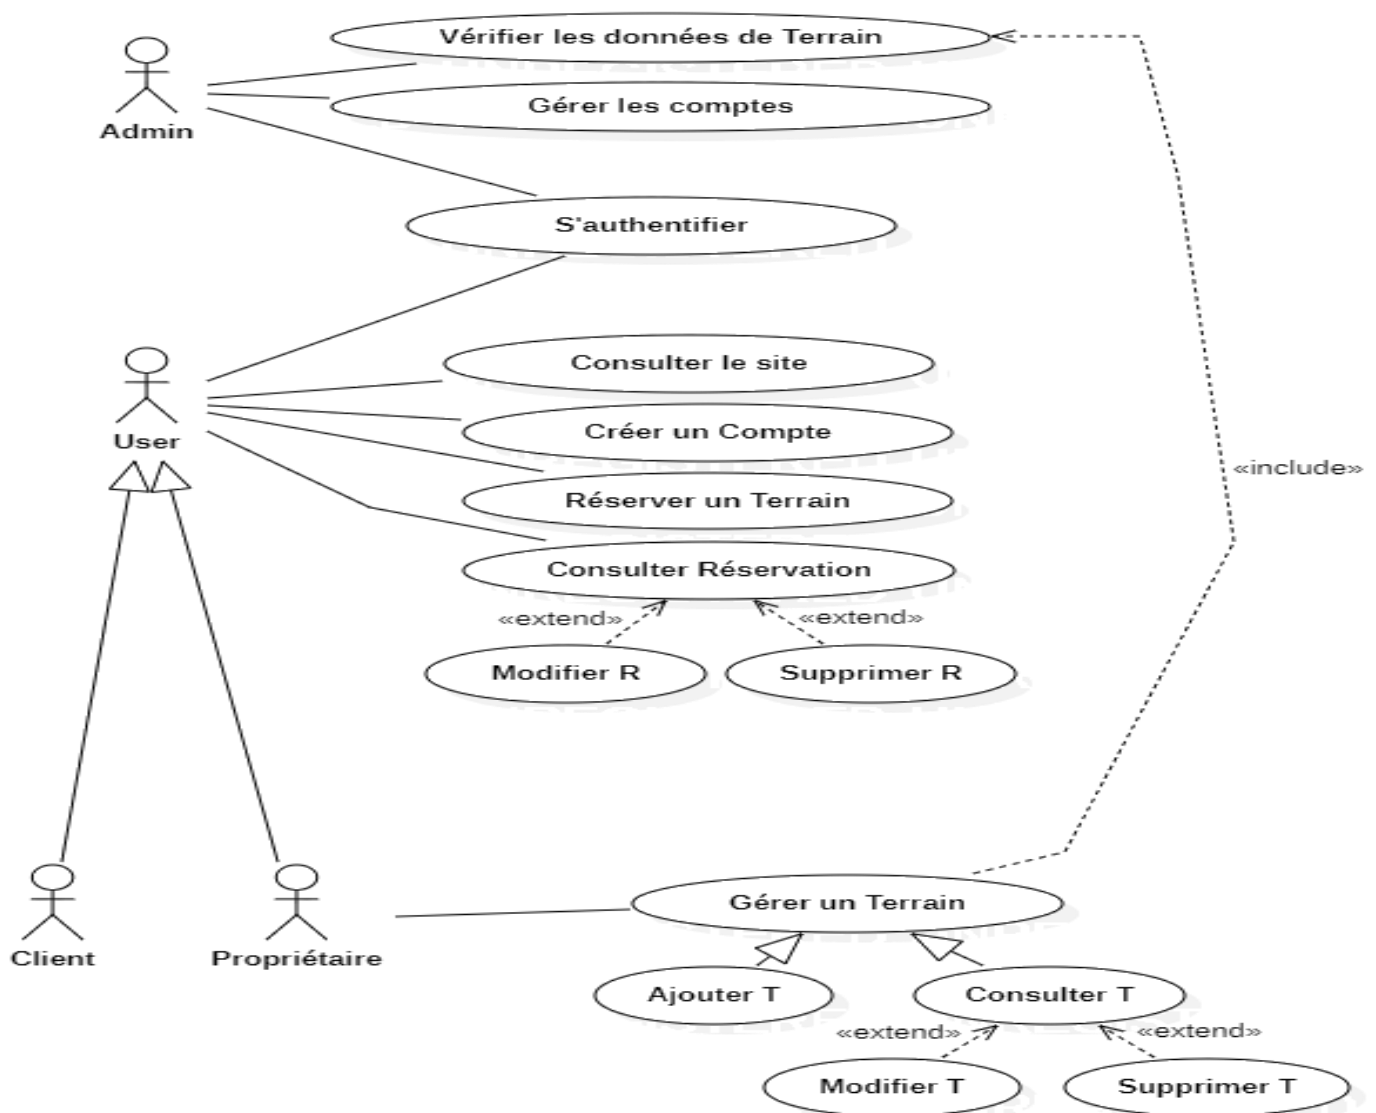 Vérifier les données de Terrain
Gérer les comptes
Admin
S'authentifier
Consulter le site
Créer un Compte
User
«include»
Réserver un Terrain
Consulter Réservation
«extend»
«extend»
Modifier R
Supprimer R
Gérer un Terrain
Client
Propriétaire
Ajouter T
Consulter T
«extend»
«extend»
Modifier T
Supprimer T